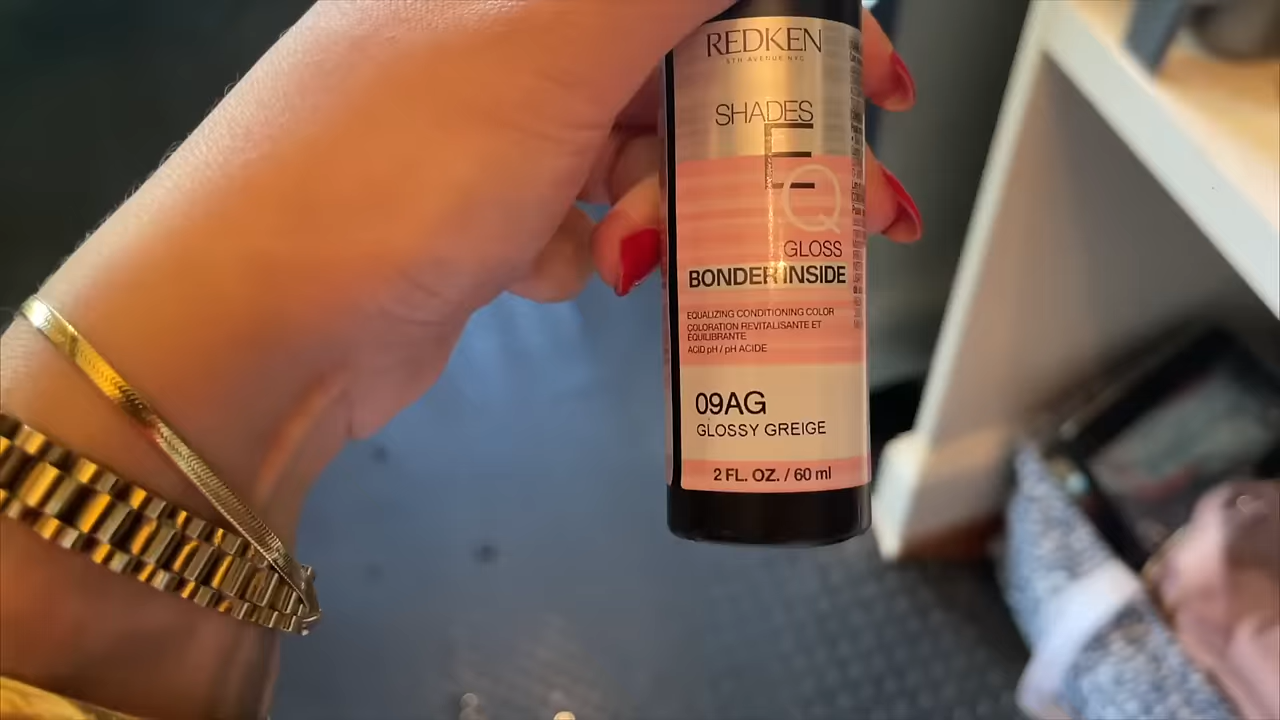 REDKEN
5TH AVENUE NYC
SHADES
EQ
GLOSS
BONDER INSIDE
EQUALIZING CONDITIONING COLOR
COLORATION REVITALISANTE ET
ÉQUILIBRANTE
ACID pH / pH ACIDE
09AG
GLOSSY GREIGE
2 FL. OZ. / 60 ml